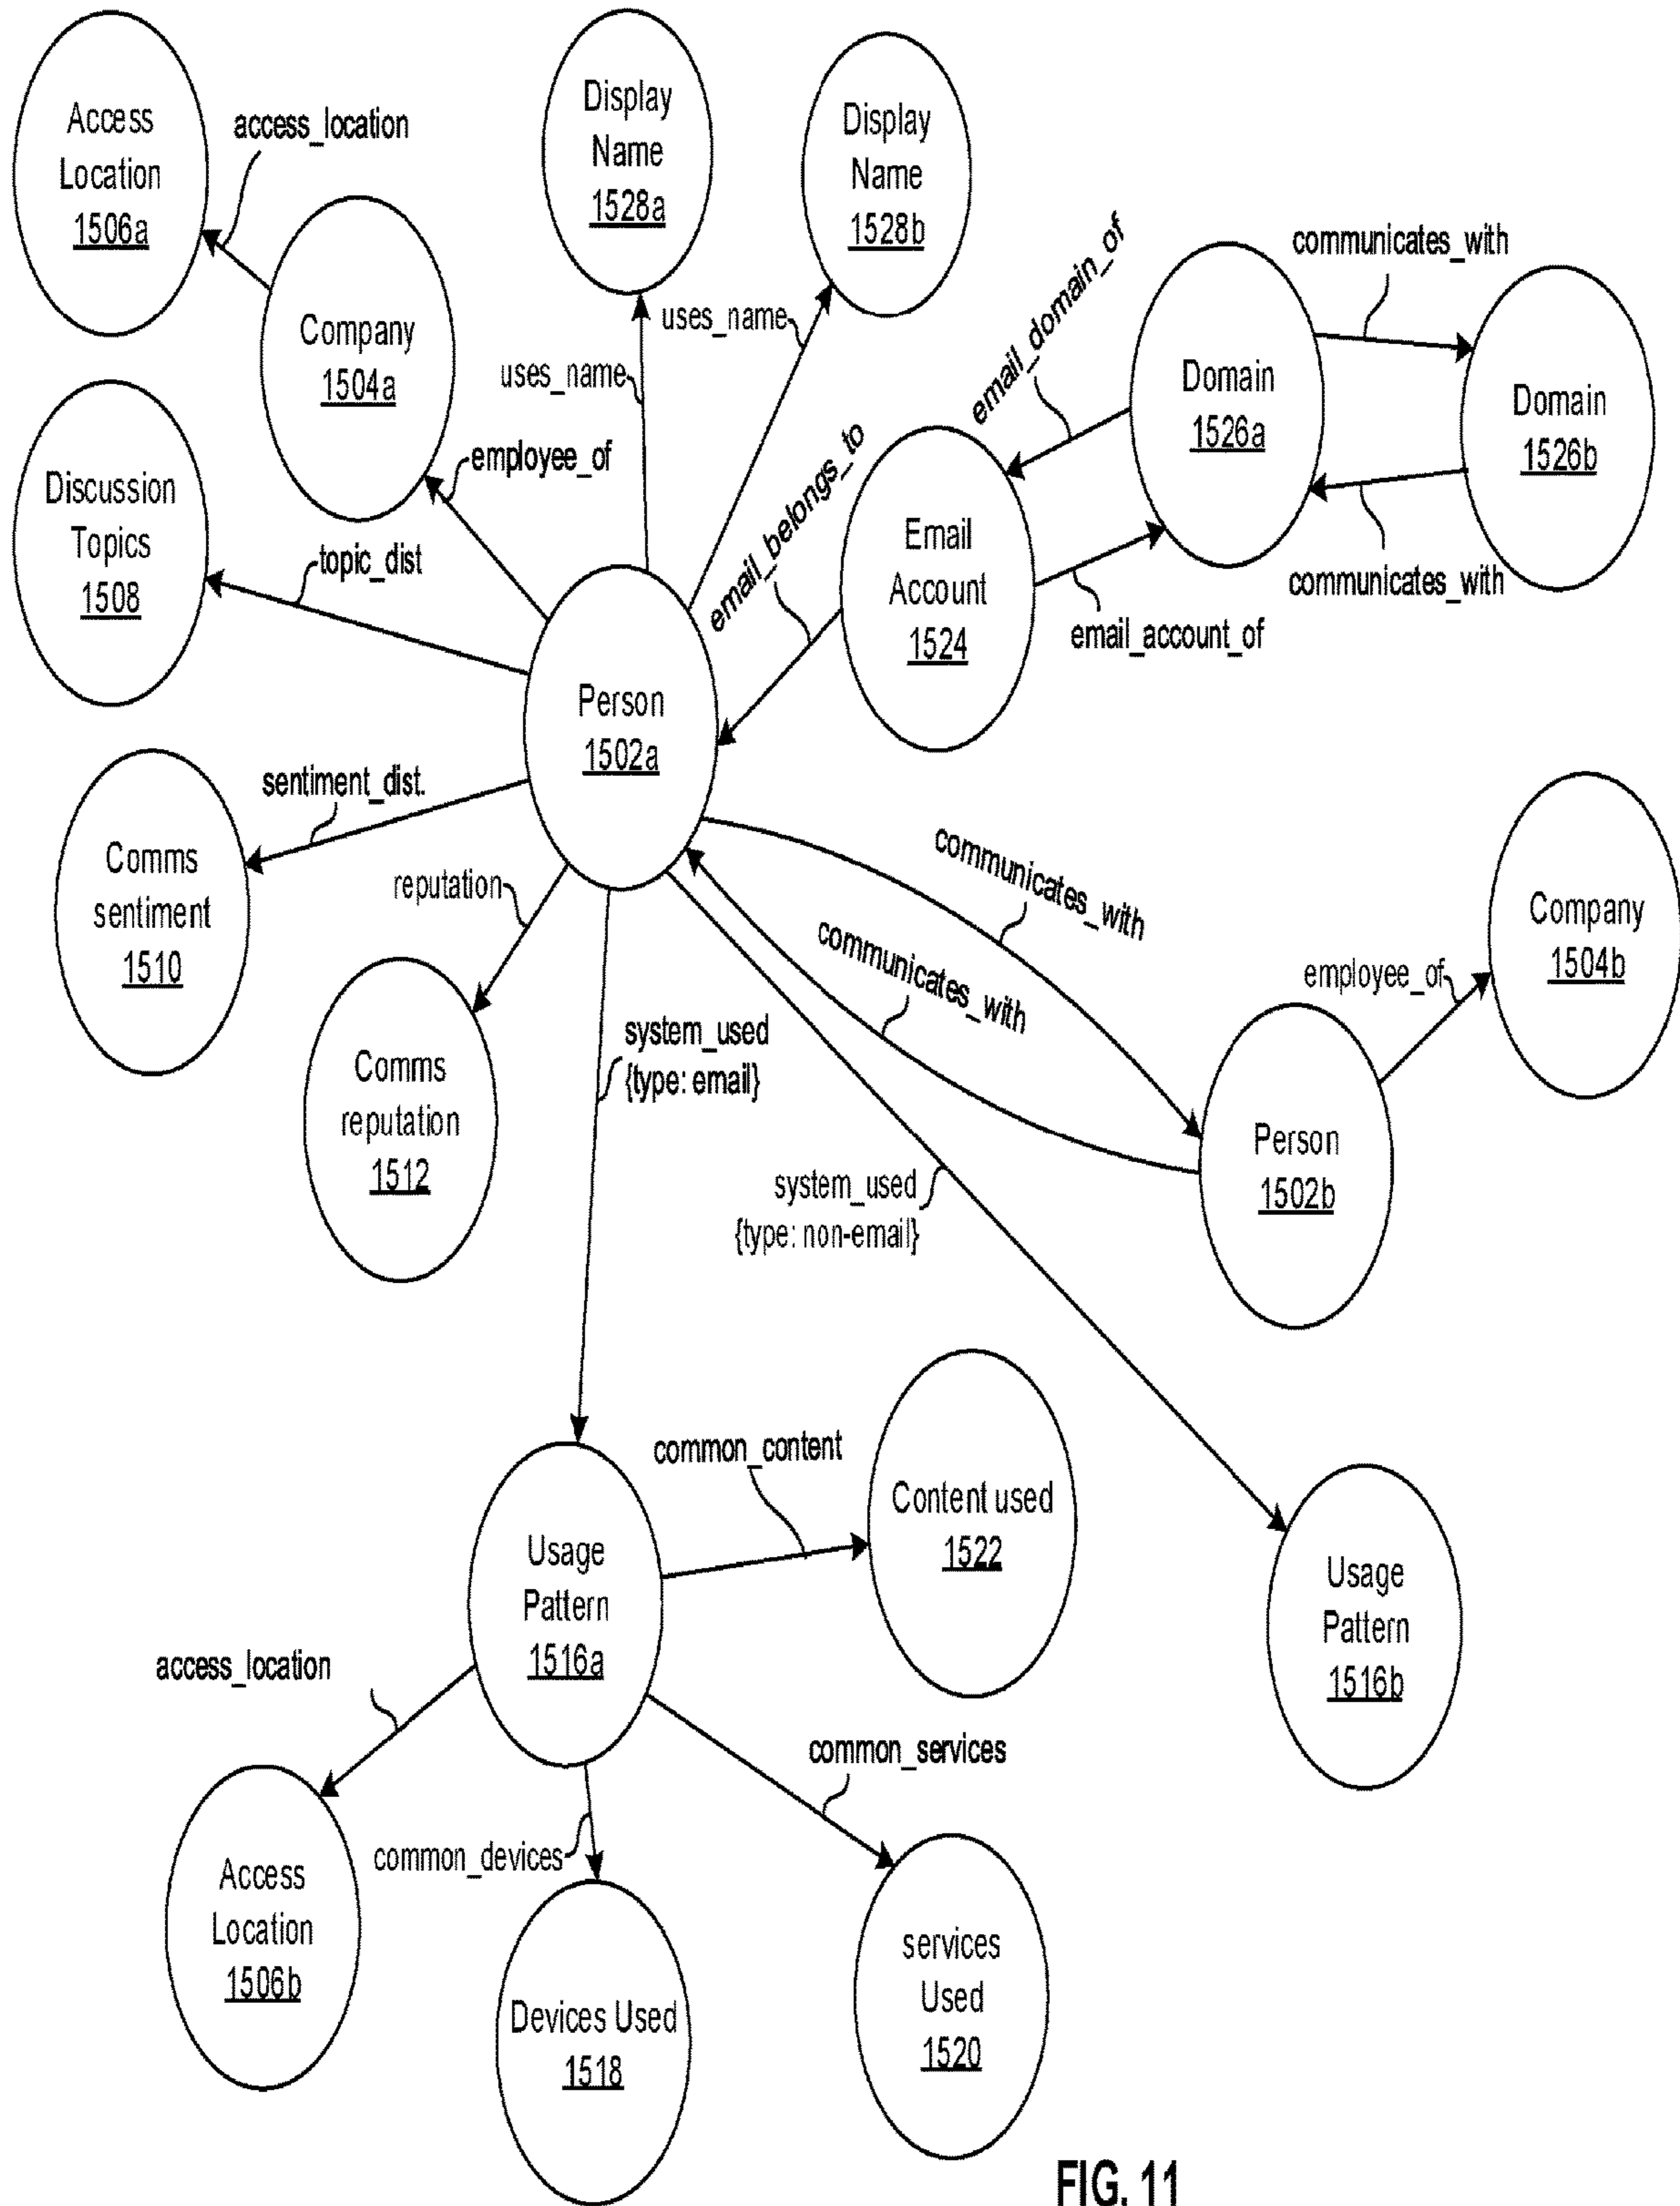 Access
Location
1506a
access_location
Display
Name
1528a
Display
Name
1528b
Company
1504a
uses_name
uses_name
email_domain_of
communicates_with
Domain
1526a
Domain
1526b
communicates_with
Discussion
Topics
1508
employee_of
topic_dist
email_belongs_to
Email
Account
1524
email_account_of
Person
1502a
sentiment_dist.
Comms
sentiment
1510
reputation
Comms
reputation
1512
communicates_with
communicates_with
Company
1504b
employee_of
Person
1502b
system_used
{type: email}
system_used
{type: non-email}
common_content
Content used
1522
Usage
Pattern
1516a
Usage
Pattern
1516b
access_location
common_services
common_devices
Access
Location
1506b
Devices Used
1518
services
Used
1520
FIG. 11